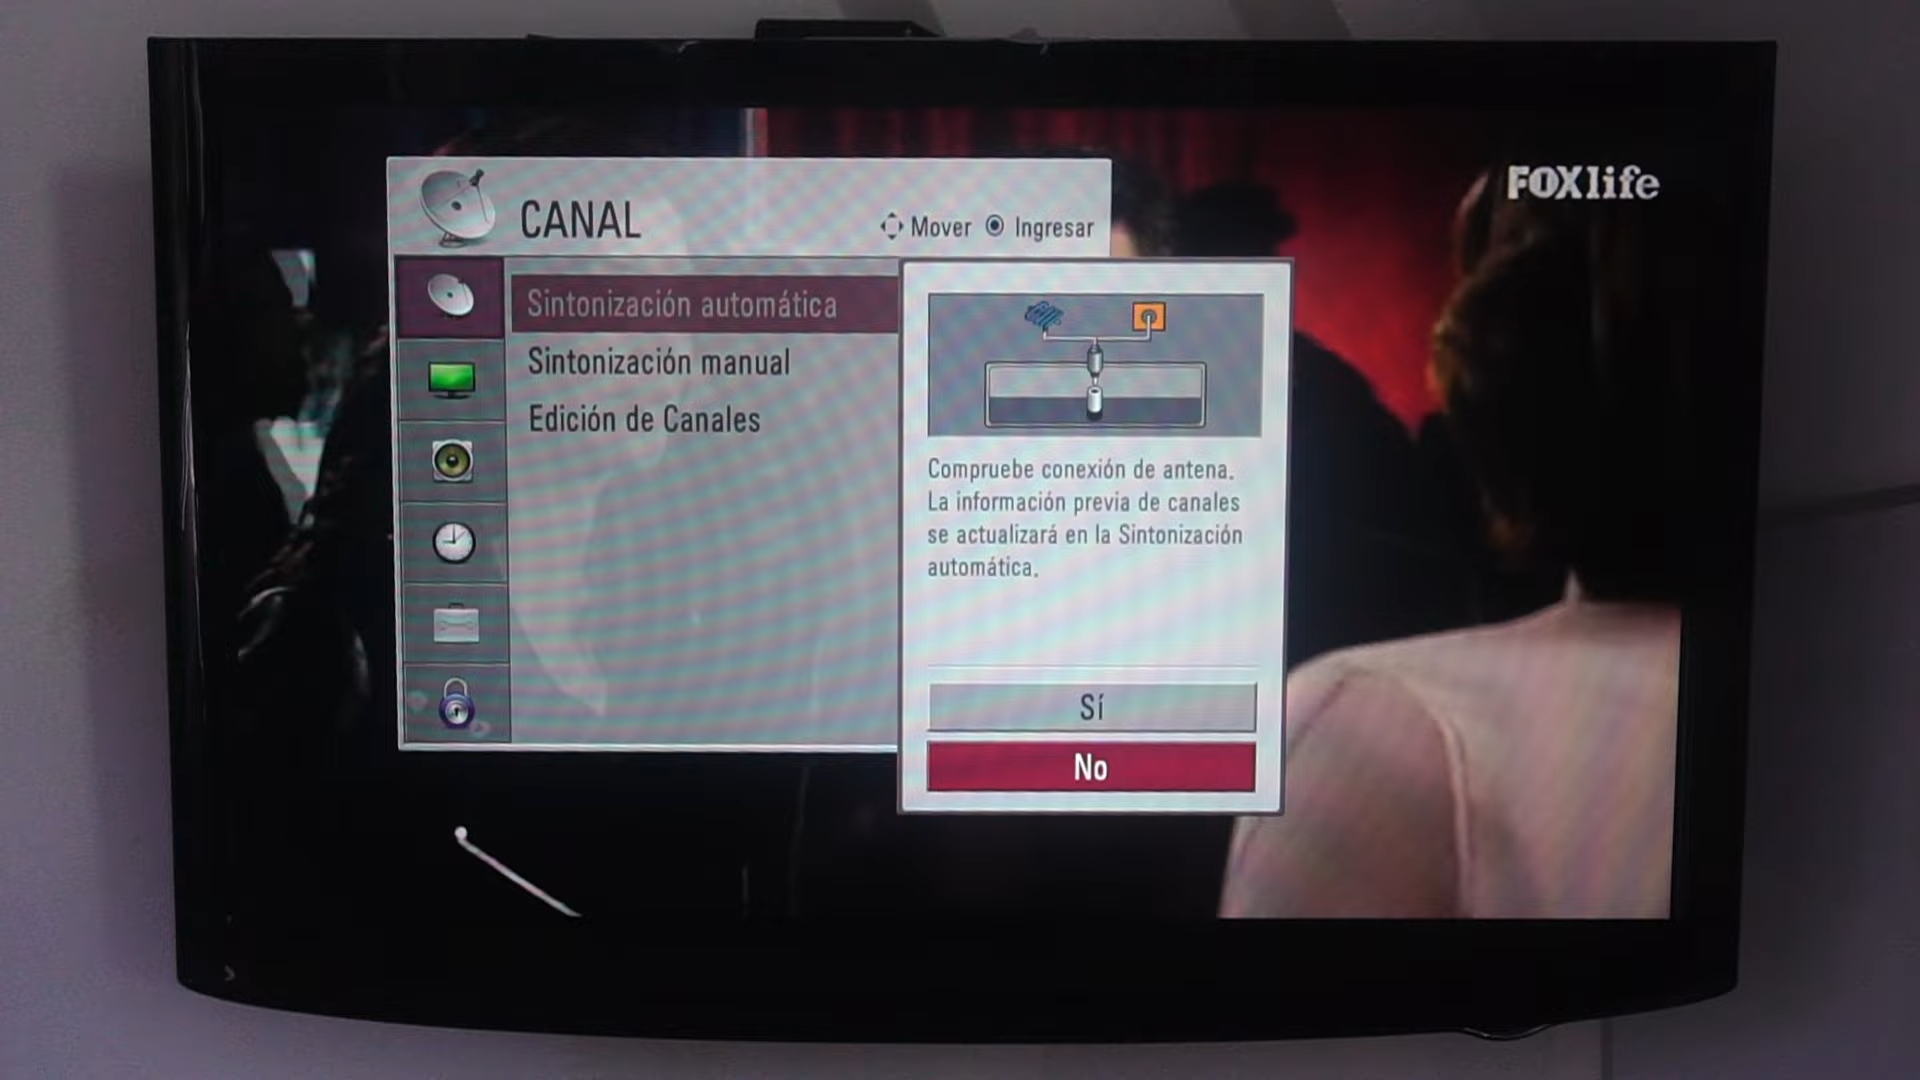 FOXlife
CANAL
Mover Ingresar
Sintonización automática
Sintonización manual
Edición de Canales
Compruebe conexión de antena.
La información previa de canales
se actualizará en la Sintonización
automática.
Sí
No